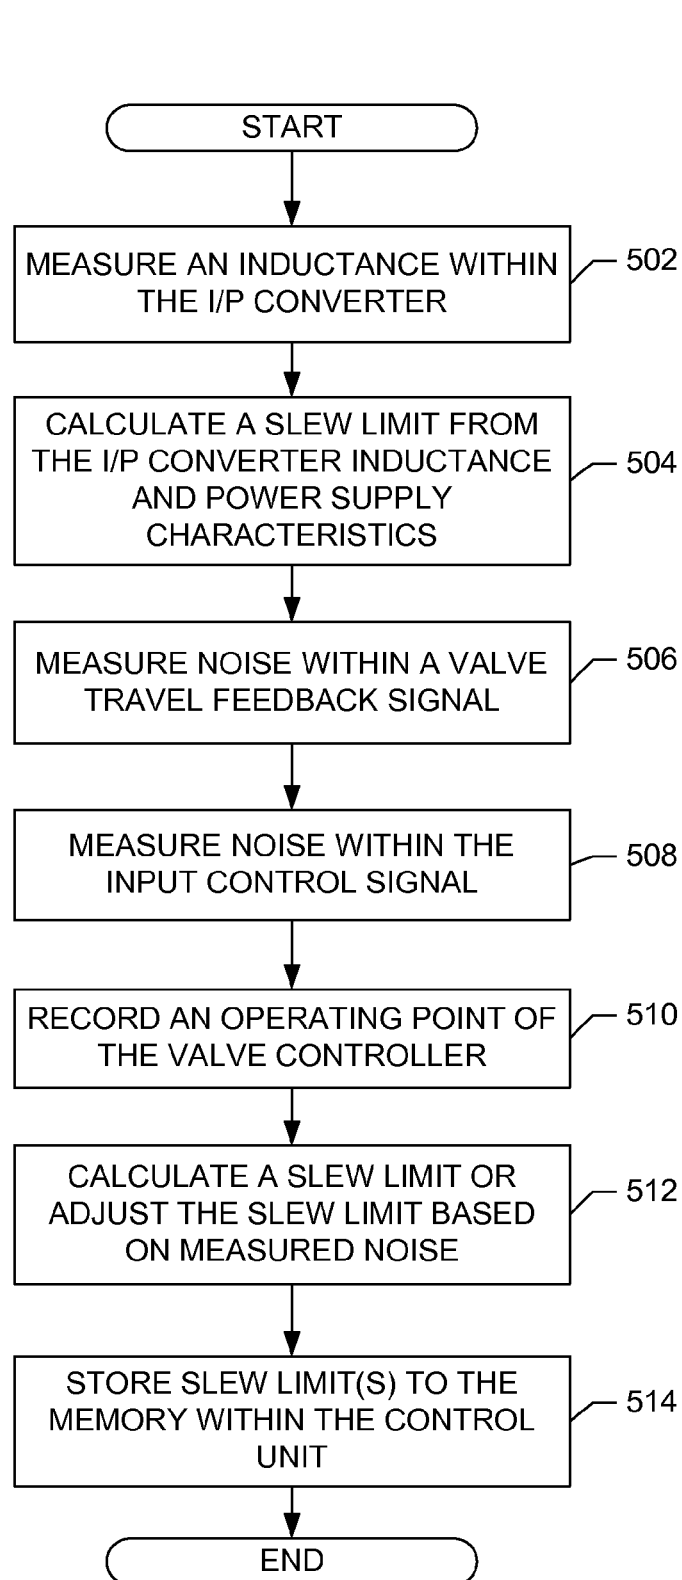 START
MEASURE AN INDUCTANCE WITHIN
THE I/P CONVERTER
502
CALCULATE A SLEW LIMIT FROM
THE I/P CONVERTER INDUCTANCE
AND POWER SUPPLY
CHARACTERISTICS
504
MEASURE NOISE WITHIN A VALVE
TRAVEL FEEDBACK SIGNAL
506
MEASURE NOISE WITHIN THE
INPUT CONTROL SIGNAL
508
RECORD AN OPERATING POINT OF
THE VALVE CONTROLLER
510
CALCULATE A SLEW LIMIT OR
ADJUST THE SLEW LIMIT BASED
ON MEASURED NOISE
512
STORE SLEW LIMIT(S) TO THE
MEMORY WITHIN THE CONTROL
UNIT
514
END